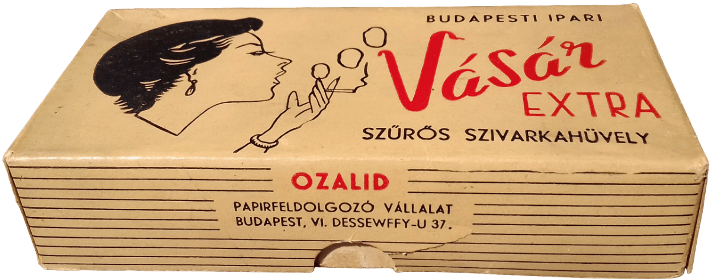 BUDAPESTI IPARI
Vásár
EXTRA
SZŰRŐS SZIVARKAHÜVELY
OZALID
PAPIRFELDOLGOZÓ VÁLLALAT
BUDAPEST, VI. DESSEWFFY-U 37.